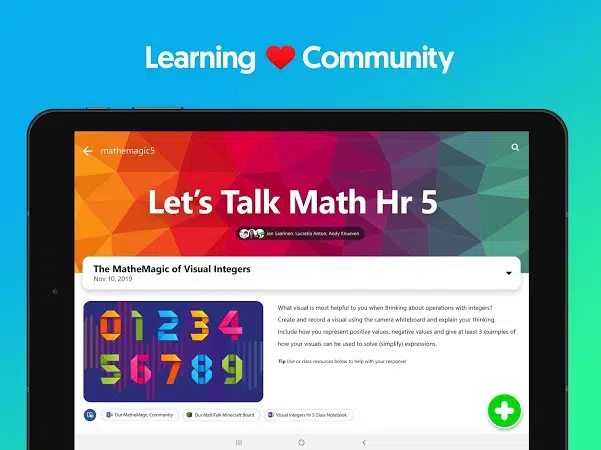 Learning ❤ Community
mathemagic5
Let's Talk Math Hr 5
Jen Saarinen, Lucretia Anton, Andy Knueven
The MatheMagic of Visual Integers
Nov 10, 2019
0 1 2 3 4
5 6 7 8 9
What visual is most helpful to you when thinking about operations with integers?
Create and record a visual using the camera whiteboard and explain your thinking.
Include how you represent positive values, negative values and give at least 3 examples of
how your visuals can be used to solve (simplify) expressions.
Tip Use or class resources below to help with your response!
Our MatheMagic Community
Our MathTalk Minecraft Board
Visual Integers Hr 5 Class Notebook